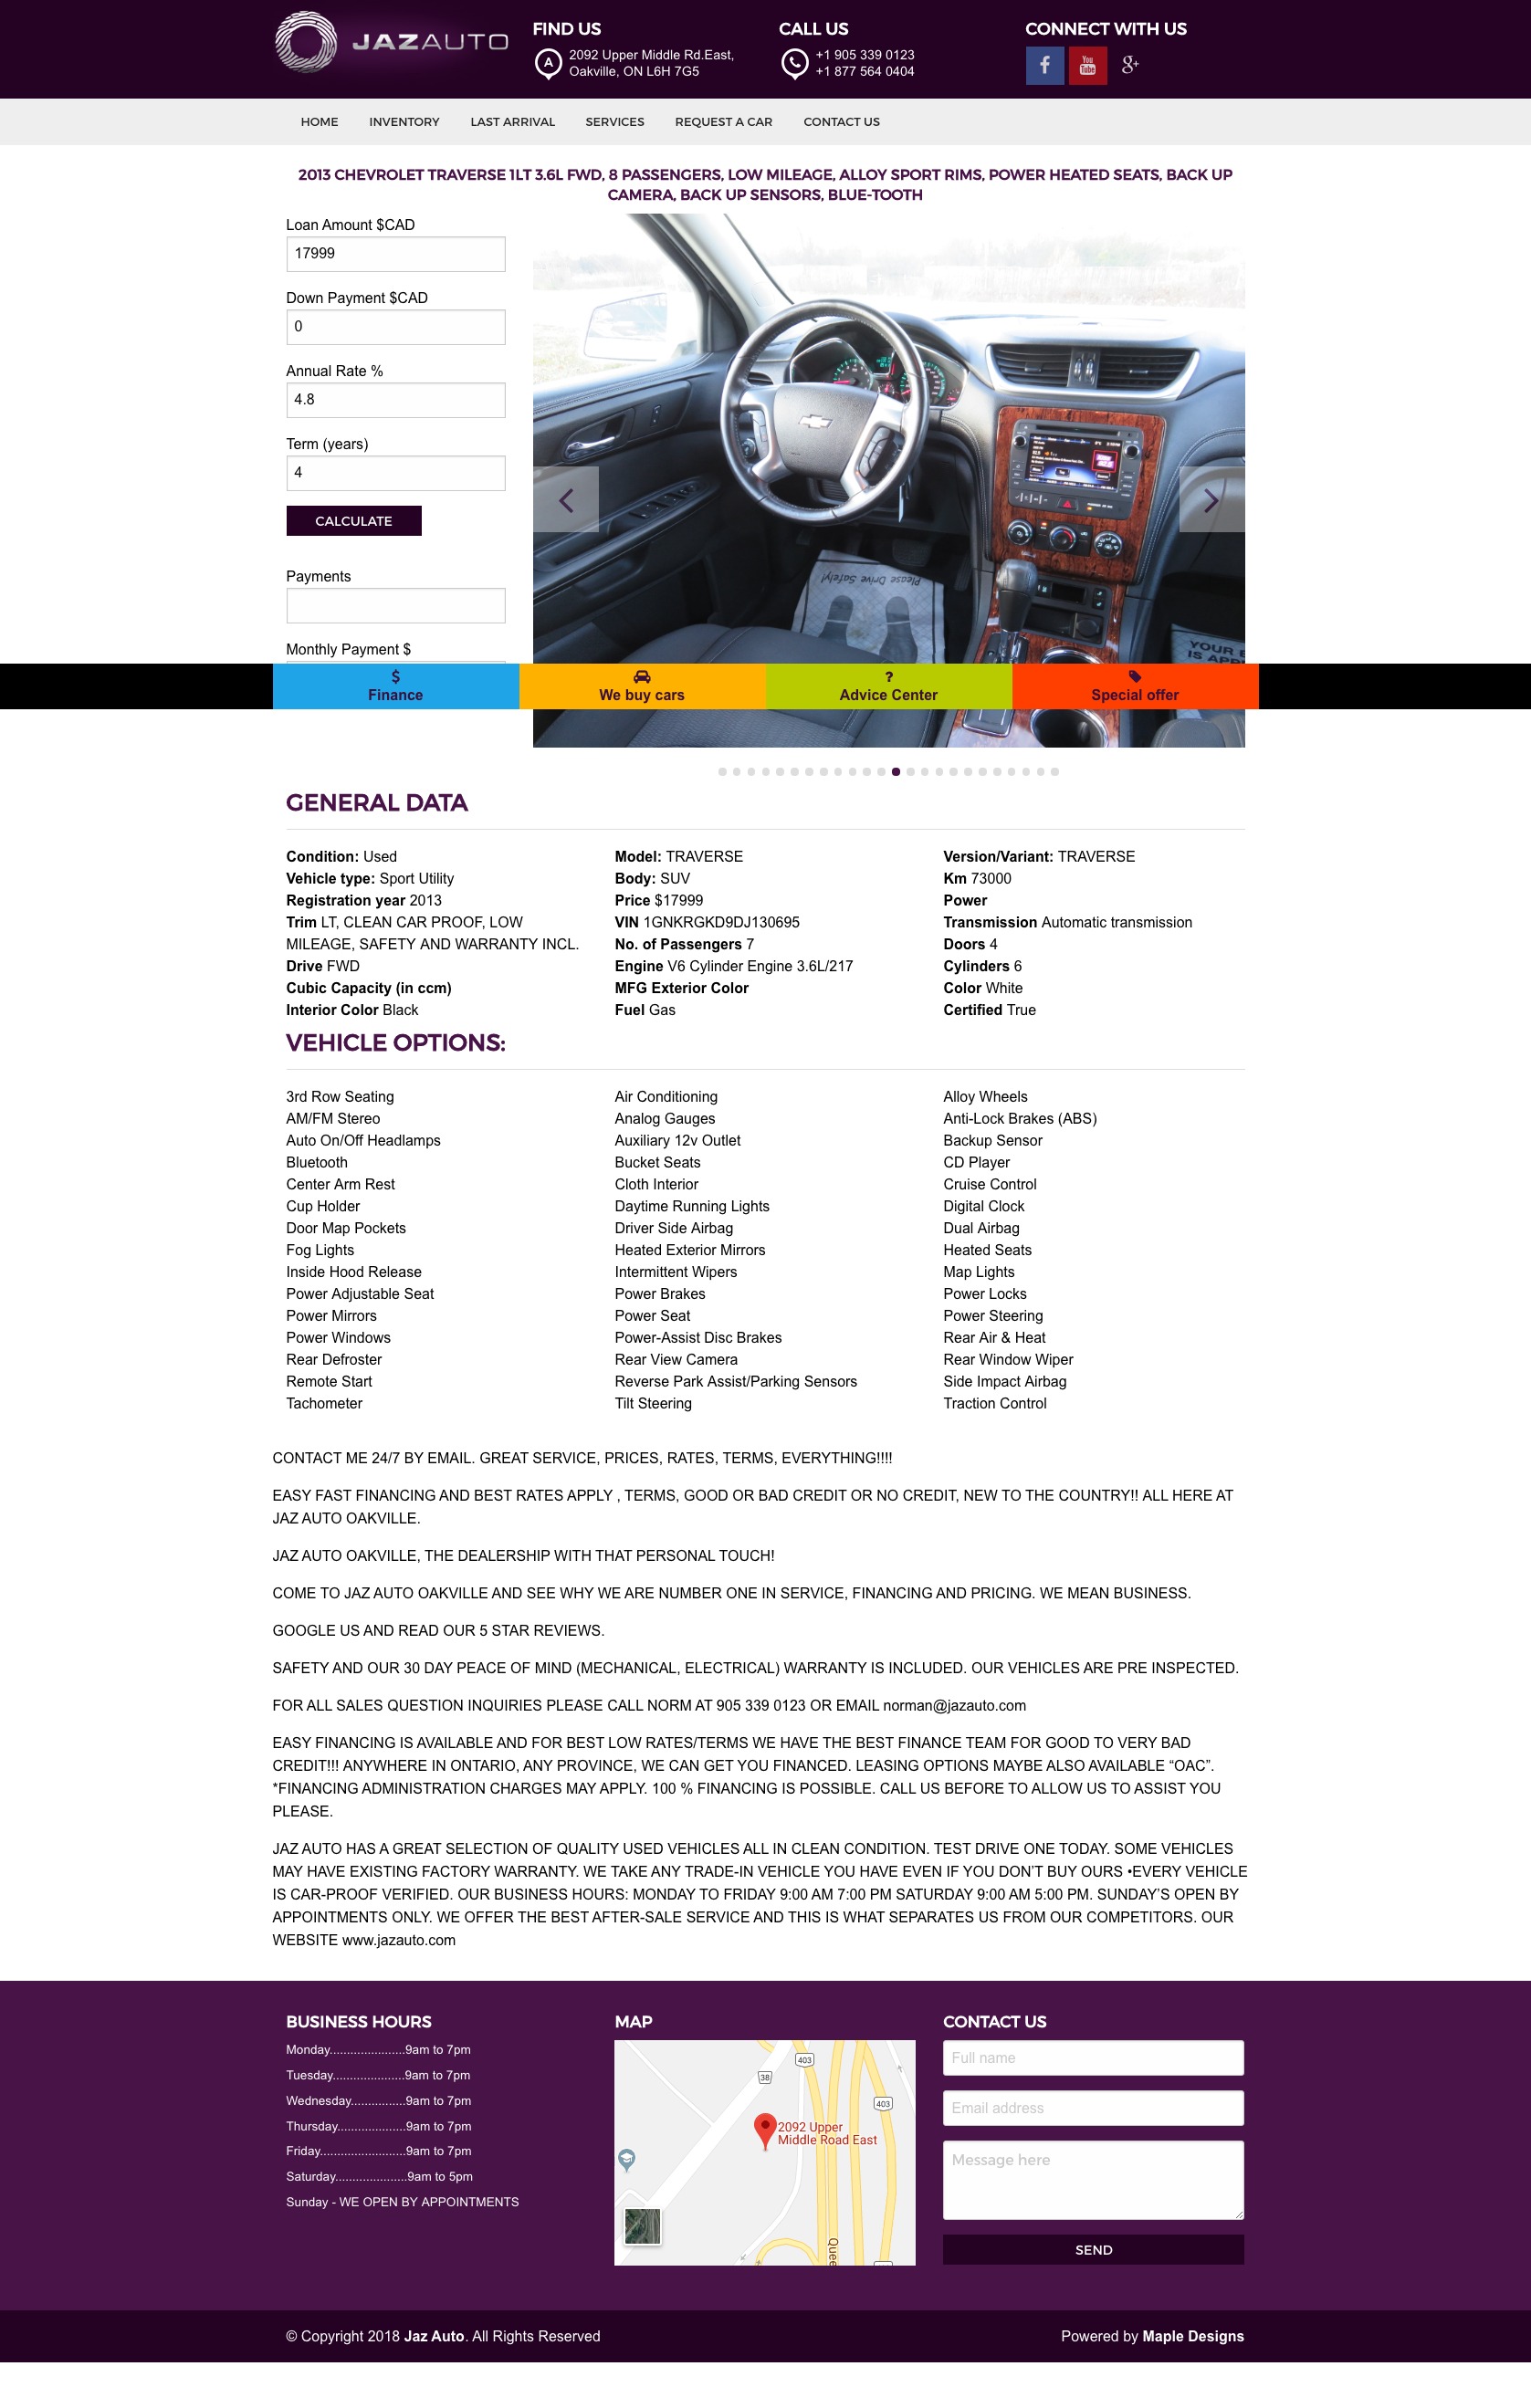 JAZAUTO
FIND US
2092 Upper Middle Rd.East,
Oakville, ON L6H 7G5
CALL US
+1 905 339 0123
+1 877 564 0404
CONNECT WITH US
HOME INVENTORY LAST ARRIVAL SERVICES REQUEST A CAR CONTACT US
2013 CHEVROLET TRAVERSE 1LT 3.6L FWD, 8 PASSENGERS, LOW MILEAGE, ALLOY SPORT RIMS, POWER HEATED SEATS, BACK UP
CAMERA, BACK UP SENSORS, BLUE-TOOTH
Loan Amount $CAD
17999
Down Payment $CAD
0
Annual Rate %
4.8
Term (years)
4
CALCULATE
Payments
Monthly Payment $
Please Drive Safely!
Finance
We buy cars
Advice Center
Special offer
GENERAL DATA
Condition: Used
Vehicle type: Sport Utility
Registration year 2013
Trim LT, CLEAN CAR PROOF, LOW
MILEAGE, SAFETY AND WARRANTY INCL.
Drive FWD
Cubic Capacity (in ccm)
Interior Color Black
Model: TRAVERSE
Body: SUV
Price $17999
VIN 1GNKRGKD9DJ130695
No. of Passengers 7
Engine V6 Cylinder Engine 3.6L/217
MFG Exterior Color
Fuel Gas
Version/Variant: TRAVERSE
Km 73000
Power
Transmission Automatic transmission
Doors 4
Cylinders 6
Color White
Certified True
VEHICLE OPTIONS:
3rd Row Seating
AM/FM Stereo
Auto On/Off Headlamps
Bluetooth
Center Arm Rest
Cup Holder
Door Map Pockets
Fog Lights
Inside Hood Release
Power Adjustable Seat
Power Mirrors
Power Windows
Rear Defroster
Remote Start
Tachometer
Air Conditioning
Analog Gauges
Auxiliary 12v Outlet
Bucket Seats
Cloth Interior
Daytime Running Lights
Driver Side Airbag
Heated Exterior Mirrors
Intermittent Wipers
Power Brakes
Power Seat
Power-Assist Disc Brakes
Rear View Camera
Reverse Park Assist/Parking Sensors
Tilt Steering
Alloy Wheels
Anti-Lock Brakes (ABS)
Backup Sensor
CD Player
Cruise Control
Digital Clock
Dual Airbag
Heated Seats
Map Lights
Power Locks
Power Steering
Rear Air & Heat
Rear Window Wiper
Side Impact Airbag
Traction Control
CONTACT ME 24/7 BY EMAIL. GREAT SERVICE, PRICES, RATES, TERMS, EVERYTHING!!!!
EASY FAST FINANCING AND BEST RATES APPLY , TERMS, GOOD OR BAD CREDIT OR NO CREDIT, NEW TO THE COUNTRY!! ALL HERE AT
JAZ AUTO OAKVILLE.
JAZ AUTO OAKVILLE, THE DEALERSHIP WITH THAT PERSONAL TOUCH!
COME TO JAZ AUTO OAKVILLE AND SEE WHY WE ARE NUMBER ONE IN SERVICE, FINANCING AND PRICING. WE MEAN BUSINESS.
GOOGLE US AND READ OUR 5 STAR REVIEWS.
SAFETY AND OUR 30 DAY PEACE OF MIND (MECHANICAL, ELECTRICAL) WARRANTY IS INCLUDED. OUR VEHICLES ARE PRE INSPECTED.
FOR ALL SALES QUESTION INQUIRIES PLEASE CALL NORM AT 905 339 0123 OR EMAIL norman@jazauto.com
EASY FINANCING IS AVAILABLE AND FOR BEST LOW RATES/TERMS WE HAVE THE BEST FINANCE TEAM FOR GOOD TO VERY BAD
CREDIT!!! ANYWHERE IN ONTARIO, ANY PROVINCE, WE CAN GET YOU FINANCED. LEASING OPTIONS MAYBE ALSO AVAILABLE “OAC”.
*FINANCING ADMINISTRATION CHARGES MAY APPLY. 100 % FINANCING IS POSSIBLE. CALL US BEFORE TO ALLOW US TO ASSIST YOU
PLEASE.
JAZ AUTO HAS A GREAT SELECTION OF QUALITY USED VEHICLES ALL IN CLEAN CONDITION. TEST DRIVE ONE TODAY. SOME VEHICLES
MAY HAVE EXISTING FACTORY WARRANTY. WE TAKE ANY TRADE-IN VEHICLE YOU HAVE EVEN IF YOU DON’T BUY OURS •EVERY VEHICLE
IS CAR-PROOF VERIFIED. OUR BUSINESS HOURS: MONDAY TO FRIDAY 9:00 AM 7:00 PM SATURDAY 9:00 AM 5:00 PM. SUNDAY’S OPEN BY
APPOINTMENTS ONLY. WE OFFER THE BEST AFTER-SALE SERVICE AND THIS IS WHAT SEPARATES US FROM OUR COMPETITORS. OUR
WEBSITE www.jazauto.com
BUSINESS HOURS
Monday......................9am to 7pm
Tuesday.....................9am to 7pm
Wednesday................9am to 7pm
Thursday....................9am to 7pm
Friday.........................9am to 7pm
Saturday.....................9am to 5pm
Sunday - WE OPEN BY APPOINTMENTS
MAP
403
38
403
2092 Upper
Middle Road East
Quee
CONTACT US
Full name
Email address
Message here
SEND
© Copyright 2018 Jaz Auto. All Rights Reserved
Powered by Maple Designs